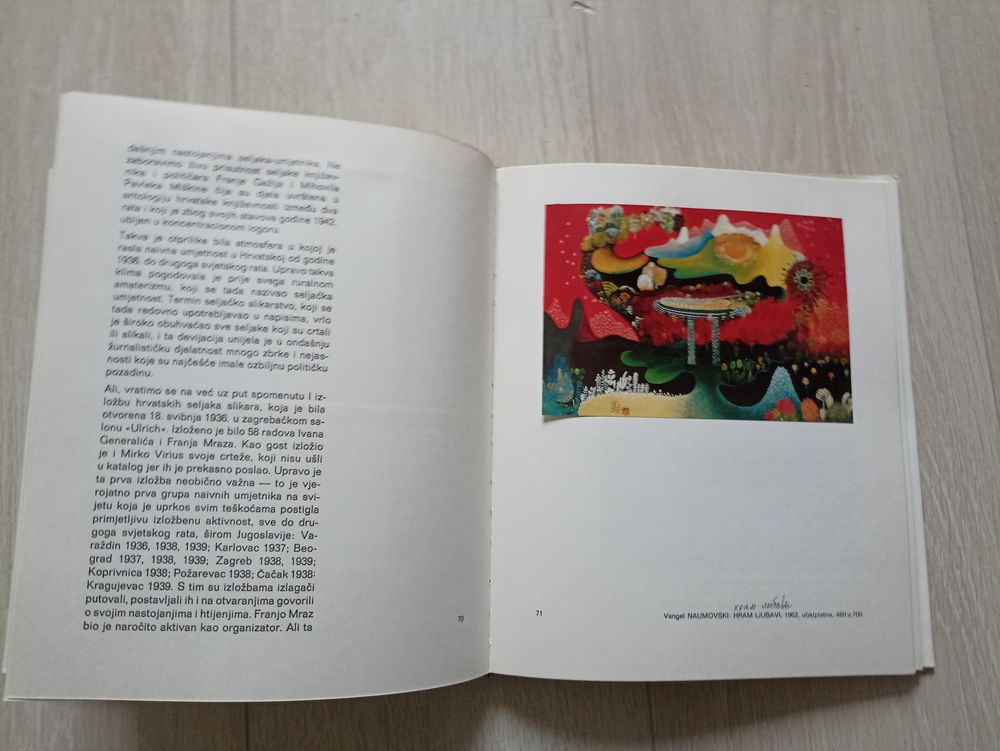 dašnjim nastojanjima seljaka-umjetnika. Ne
zaboravimo živu prisutnost seljaka književ-
nika i političara Franje Gažija i Mihovila
Pavleka Miškine čija su djela uvrštena u
antologiju hrvatske književnosti između dva
rata i koji je zbog svojih stavova godine 1942.
ubijen u koncentracionom logoru.
Takva je otprilike bila atmosfera u kojoj je
rasla naivna umjetnost u Hrvatskoj od godine
1936. do drugoga svjetskog rata. Upravo takva
klima pogodovala je prije svega ruralnom
amaterizmu, koji se tada nazivao seljačka
umjetnost. Termin seljačko slikarstvo, koji se
tada redovno upotrebljavao u napisima, vrlo
je široko obuhvaćao sve seljake koji su crtali
ili slikali, i ta devijacija unijela je u ondašnju
žurnalističku djelatnost mnogo zbrke i nejas-
nosti koje su najčešće imale ozbiljnu političku
pozadinu.
Ali, vratimo se na već uz put spomenutu I iz-
ložbu hrvatskih seljaka slikara, koja je bila
otvorena 18. svibnja 1936. u zagrebačkom sa-
lonu »Ulrich«. Izloženo je bilo 58 radova Ivana
Generalića i Franja Mraza. Kao gost izložio
je i Mirko Virius svoje crteže, koji nisu ušli
u katalog jer ih je prekasno poslao. Upravo je
ta prva izložba neobično važna — to je vje-
rojatno prva grupa naivnih umjetnika na svi-
jetu koja je uprkos svim teškoćama postigla
primjetljivu izložbenu aktivnost, sve do dru-
goga svjetskog rata, širom Jugoslavije: Va-
raždin 1936, 1938, 1939; Karlovac 1937; Beo-
grad 1937, 1938, 1939; Zagreb 1938, 1939;
Koprivnica 1938; Požarevac 1938; Čačak 1938;
Kragujevac 1939. S tim su izložbama izlagači
putovali, postavljali ih i na otvaranjima govorili
o svojim nastojanjima i htijenjima. Franjo Mraz
bio je naročito aktivan kao organizator. Ali ta
70
храм любви
71
Vangel NAUMOVSKI: HRAM LJUBAVI, 1962, ulje/platno, 460 x 700